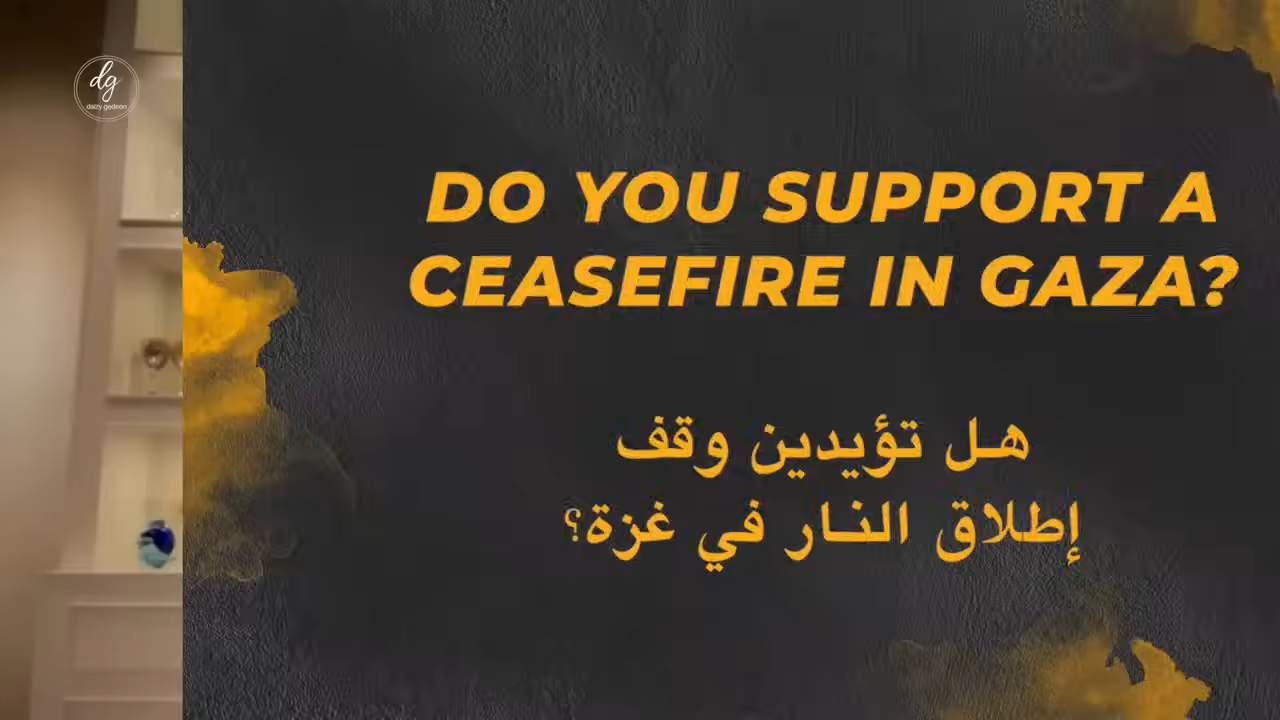 dg
daizy gedeon
DO YOU SUPPORT A
CEASEFIRE IN GAZA?
هل تؤيدين وقف
إطلاق النار في غزة؟